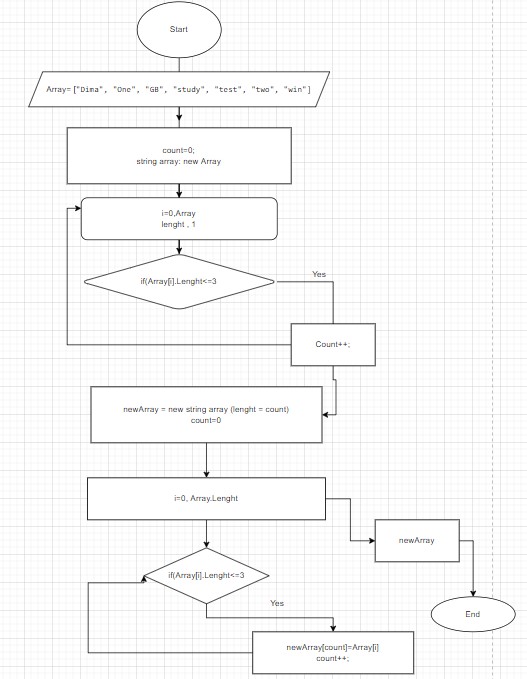 Start
Array= ["Dima", "One", "GB", "study", "test", "two", "win"]
count=0;
string array: new Array
i=0,Array
lenght , 1
if(Array[i].Lenght<=3
Yes
Count++;
newArray = new string array (lenght = count)
count=0
i=0, Array.Lenght
newArray
if(Array[i].Lenght<=3
Yes
End
newArray[count]=Array[i]
count++;